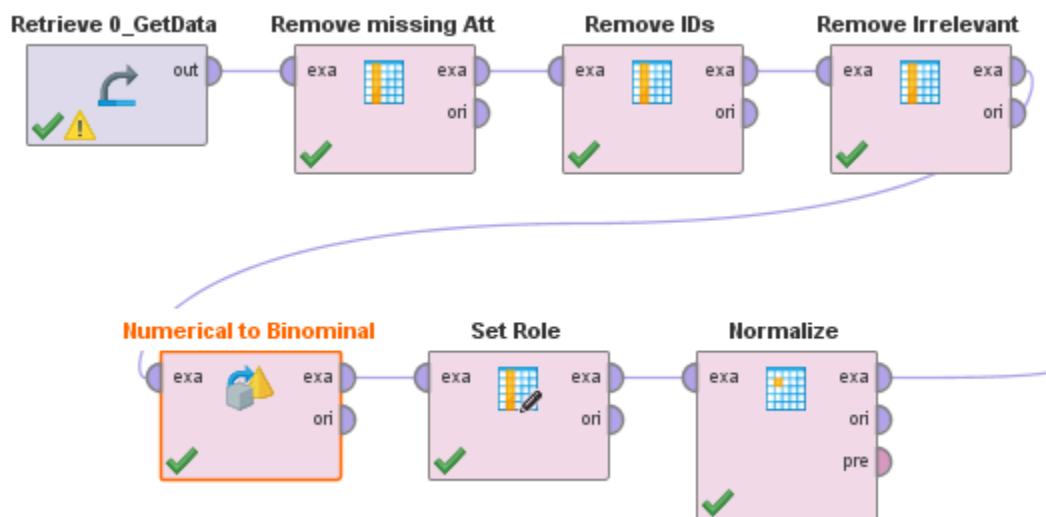 Retrieve 0_GetData
Remove missing Att
Remove IDs
Remove Irrelevant
out
exa
exa
exa
exa
exa
exa
ori
ori
ori
Numerical to Binominal
Set Role
Normalize
exa
exa
exa
exa
exa
exa
ori
ori
ori
pre